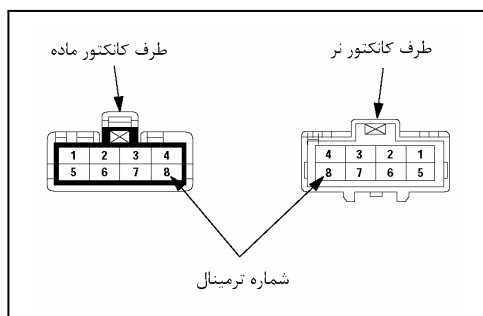 طرف کانکتور نر
طرف کانکتور ماده
1 2 3 4
5 6 7 8
4 3 2 1
8 7 6 5
شماره ترمینال